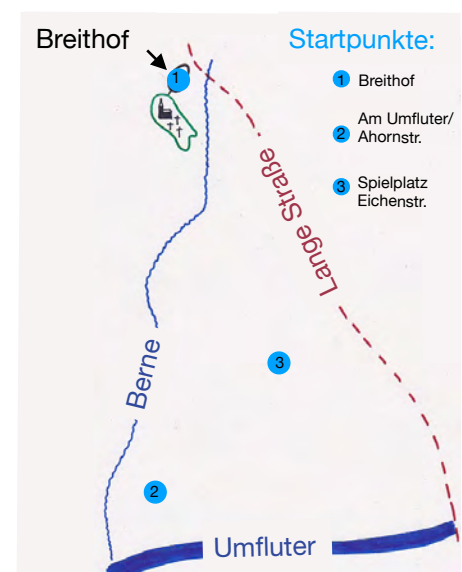 Breithof
Startpunkte:
1
1 Breithof
Am Umfluter/
2 Ahornstr.
3 Spielplatz
Eichenstr.
Lange Straße
Berne
3
2
Umfluter